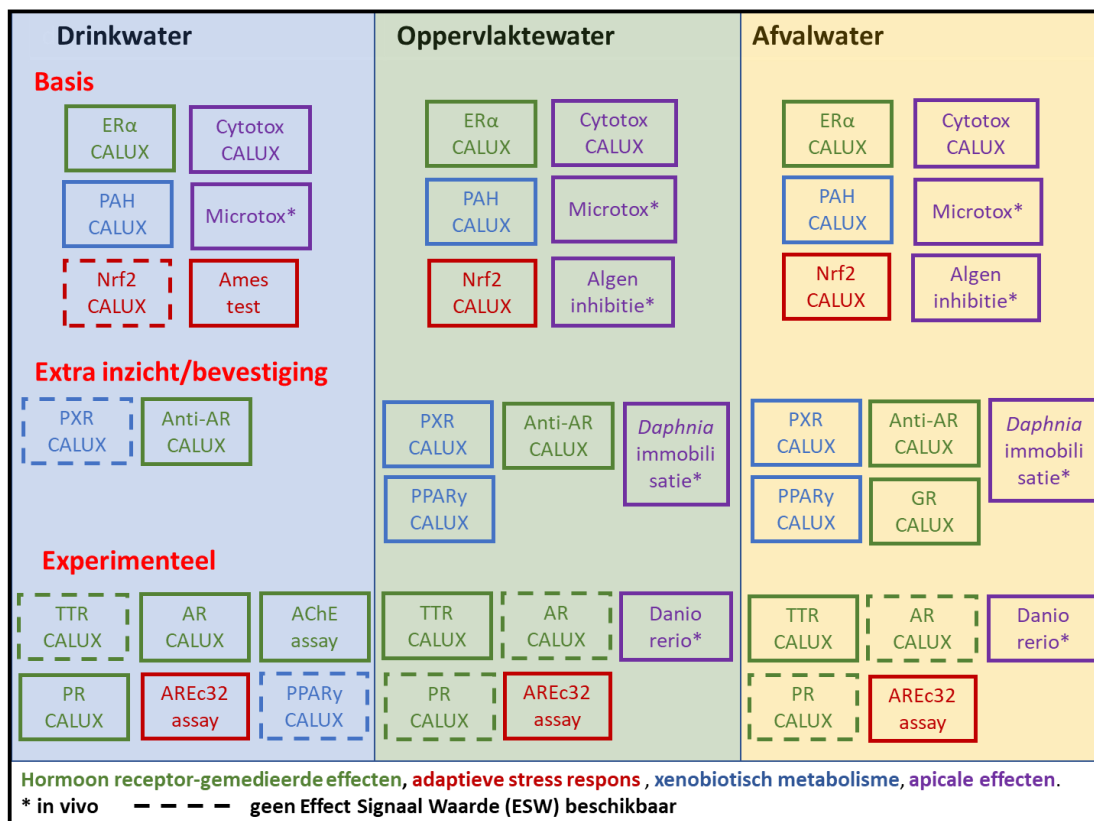 Drinkwater
Oppervlaktewater
Afvalwater
Basis
ERα
CALUX
Cytotox
CALUX
PAH
CALUX
Microtox*
Nrf2
CALUX
Ames
test
ERα
CALUX
Cytotox
CALUX
PAH
CALUX
Microtox*
Nrf2
CALUX
Algen
inhibitie*
ERα
CALUX
Cytotox
CALUX
PAH
CALUX
Microtox*
Nrf2
CALUX
Algen
inhibitie*
Extra inzicht/bevestiging
PXR
CALUX
Anti-AR
CALUX
PXR
CALUX
Anti-AR
CALUX
Daphnia
immobili
satie*
PPARγ
CALUX
PXR
CALUX
Anti-AR
CALUX
Daphnia
immobili
satie*
PPARγ
CALUX
GR
CALUX
Experimenteel
TTR
CALUX
AR
CALUX
AChE
assay
PR
CALUX
AREc32
assay
PPARγ
CALUX
TTR
CALUX
AR
CALUX
Danio
rerio*
PR
CALUX
AREc32
assay
TTR
CALUX
AR
CALUX
Danio
rerio*
PR
CALUX
AREc32
assay
Hormoon receptor-gemedieerde effecten, adaptieve stress respons , xenobiotisch metabolisme, apicale effecten.
* in vivo geen Effect Signaal Waarde (ESW) beschikbaar